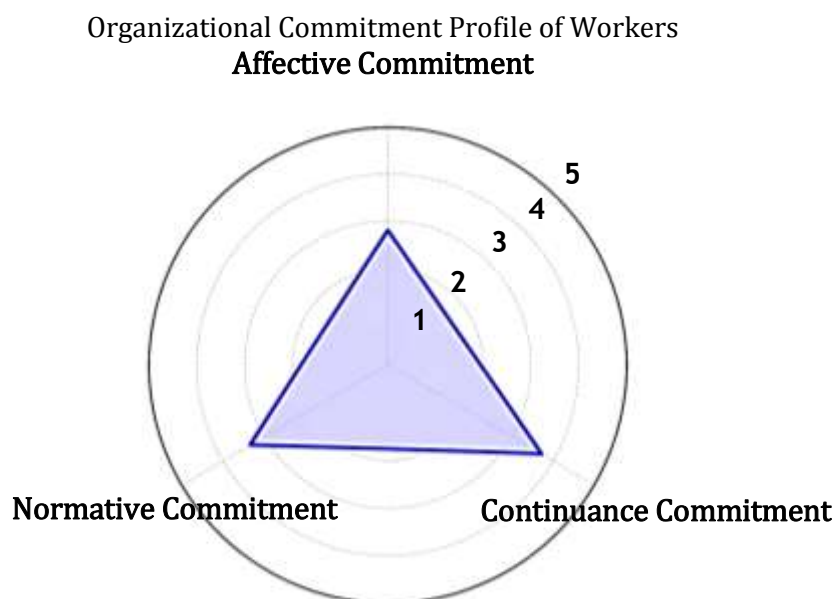 Organizational Commitment Profile of Workers
Affective Commitment
5
4
3
2
1
Normative Commitment
Continuance Commitment